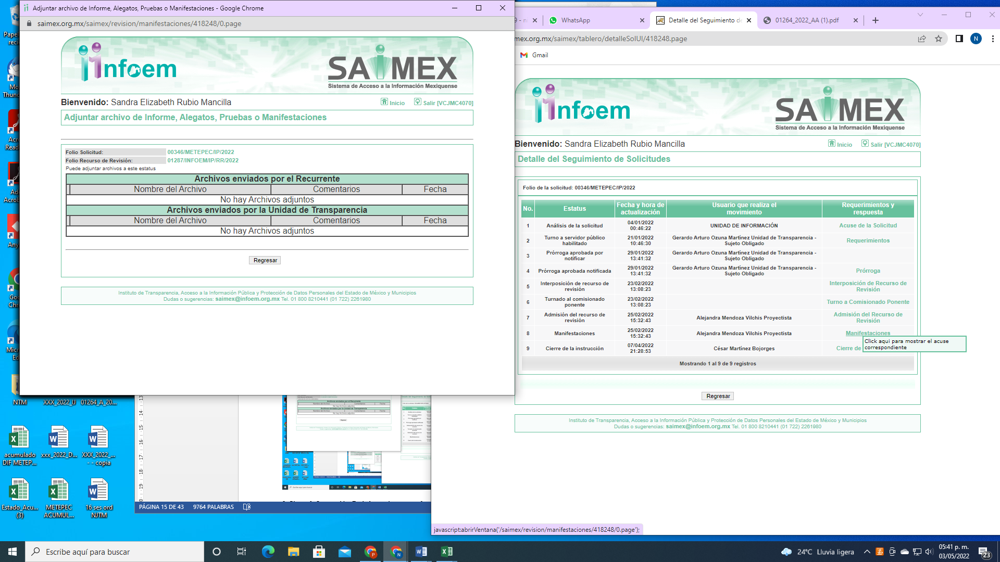 Adjuntar archivo de Informe, Alegatos, Pruebas o Manifestaciones - Google Chrome
saimex.org.mx/saimex/revision/manifestaciones/418248/0.page
infoem
SAIMEX
Sistema de Acceso a la Información Mexiquense
Bienvenido: Sandra Elizabeth Rubio Mancilla
Inicio
Salir [VCJMC4070]
Adjuntar archivo de Informe, Alegatos, Pruebas o Manifestaciones
Folio Solicitud: 00346/METEPEC/IP/2022
Folio Recurso de Revisión: 01287/INFOEM/IP/RR/2022
Puede adjuntar archivos a este estatus
Archivos enviados por el Recurrente
Nombre del Archivo Comentarios Fecha
No hay Archivos adjuntos
Archivos enviados por la Unidad de Transparencia
Nombre del Archivo Comentarios Fecha
No hay Archivos adjuntos
Regresar
Instituto de Transparencia, Acceso a la Información Pública y Protección de Datos Personales del Estado de México y Municipios
Dudas o sugerencias: saimex@infoem.org.mx Tel. 01 800 8210441 (01 722) 2261980
WhatsApp
Detalle del Seguimiento de
01264_2022_AA (1).pdf
mex.org.mx/saimex/tablero/detalleSolUI/418248.page
N
Gmail
infoem
SAIMEX
Sistema de Acceso a la Información Mexiquense
Bienvenido: Sandra Elizabeth Rubio Mancilla
Inicio
Salir [VCJMC4070]
Detalle del Seguimiento de Solicitudes
Folio de la solicitud: 00346/METEPEC/IP/2022
No. Estatus Fecha y hora de actualización Usuario que realiza el movimiento Requerimientos y respuesta
1 Análisis de la solicitud 04/01/2022 00:46:22 UNIDAD DE INFORMACIÓN Acuse de la Solicitud
2 Turno a servidor público habilitado 21/01/2022 10:46:30 Gerardo Arturo Ozuna Martínez Unidad de Transparencia - Sujeto Obligado Requerimientos
3 Prórroga aprobada por notificar 29/01/2022 13:41:32 Gerardo Arturo Ozuna Martínez Unidad de Transparencia - Sujeto Obligado
4 Prórroga aprobada notificada 29/01/2022 13:41:32 Gerardo Arturo Ozuna Martínez Unidad de Transparencia - Sujeto Obligado Prórroga
5 Interposición de recurso de revisión 23/02/2022 13:08:23 Interposición de Recurso de Revisión
6 Turnado al comisionado ponente 23/02/2022 13:08:23 Turno a Comisionado Ponente
7 Admisión del recurso de revisión 25/02/2022 15:32:43 Alejandra Mendoza Vilchis Proyectista Admisión del Recurso de Revisión
8 Manifestaciones 25/02/2022 15:32:43 Alejandra Mendoza Vilchis Proyectista Manifestaciones
9 Cierre de la instrucción 07/04/2022 21:28:53 César Martínez Bojorges Cierre de
Click aqui para mostrar el acuse
correspondiente
Mostrando 1 al 9 de 9 registros
Regresar
Instituto de Transparencia, Acceso a la Información Pública y Protección de Datos Personales del Estado de México y Municipios
Dudas o sugerencias: saimex@infoem.org.mx Tel. 01 800 8210441 (01 722) 2261980
NTM
XXX_2022_IJ
01264_A_20...
acumulado
DIF METEP...
xxx_2022_D...
XXX_2022_...
- - copia
Estado_Acu...
(3)
METEPEC
ACUMUL...
16 ses ord
NJTM
PÁGINA 15 DE 43 9764 PALABRAS
javascript:abrirVentana('/saimex/revision/manifestaciones/418248/0.page');
Escribe aquí para buscar
24°C Lluvia ligera
05:41 p. m.
03/05/2022
23